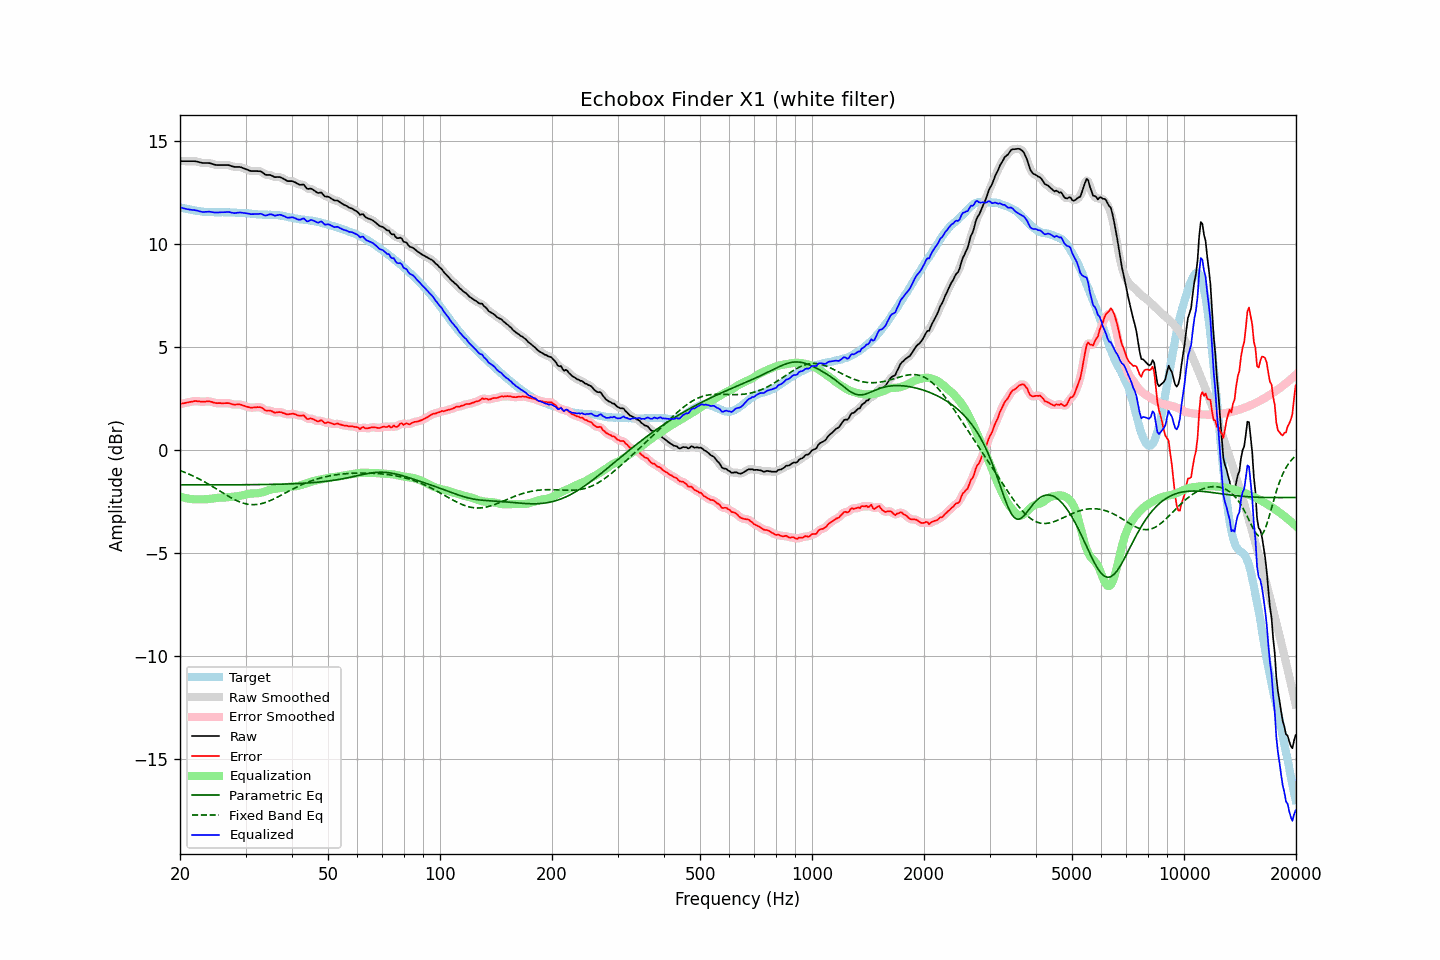 Echobox Finder X1 (white filter)
Amplitude (dBr)
15
10
5
0
−5
−10
−15
Target
Raw Smoothed
Error Smoothed
Raw
Error
Equalization
Parametric Eq
Fixed Band Eq
Equalized
20
50
100
200
500
1000
2000
5000
10000
20000
Frequency (Hz)